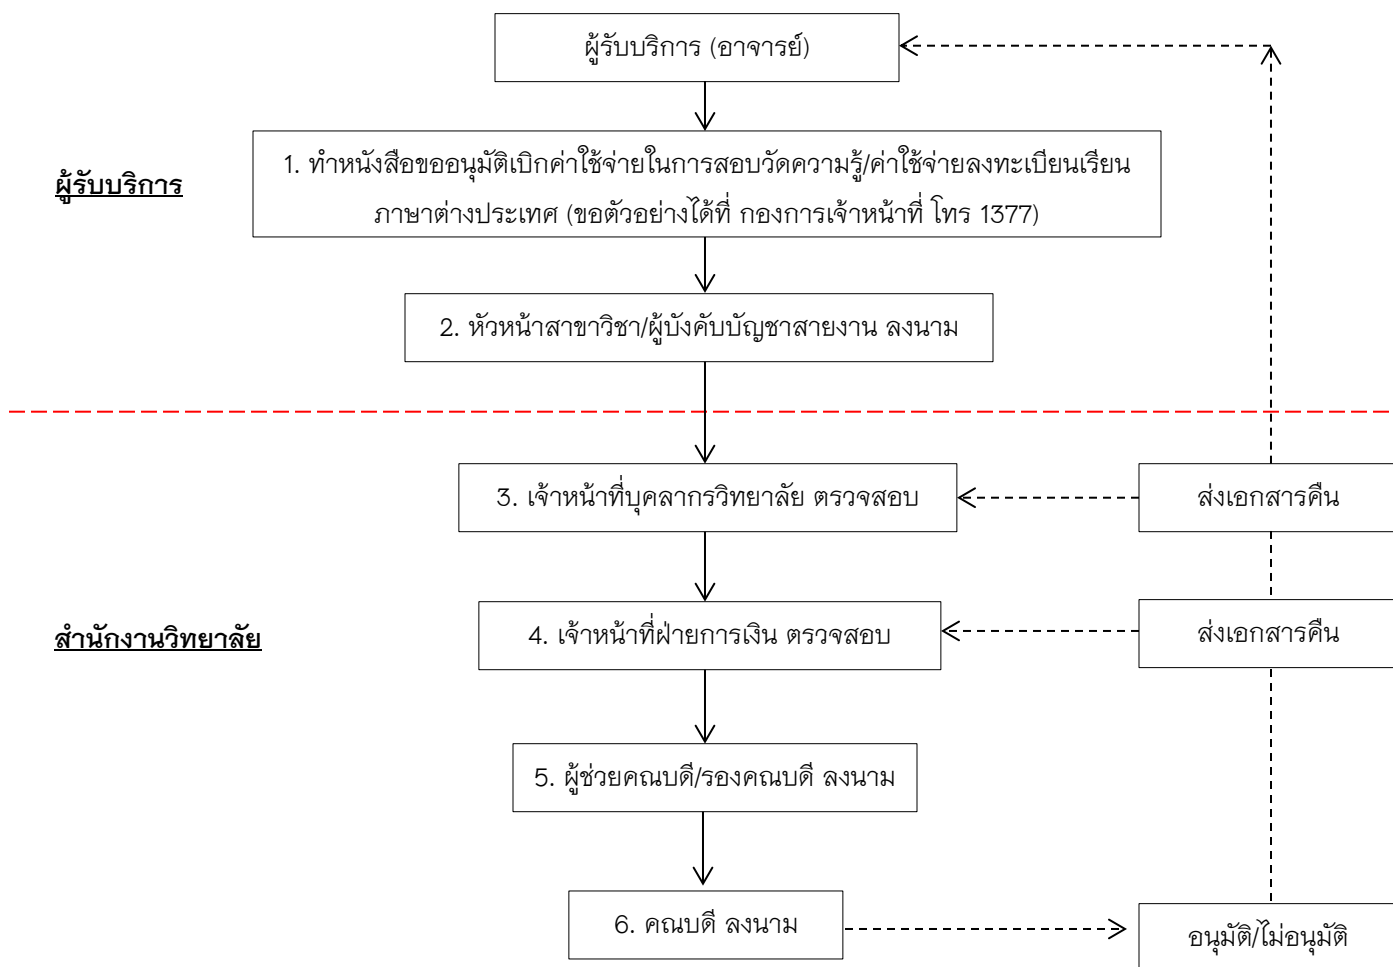 ผู้รับบริการ (อาจารย์)
1. ทำหนังสือขออนุมัติเบิกค่าใช้จ่ายในการสอบวัดความรู้/ค่าใช้จ่ายลงทะเบียนเรียน
ภาษาต่างประเทศ (ขอตัวอย่างได้ที่ กองการเจ้าหน้าที่ โทร 1377)
ผู้รับบริการ
2. หัวหน้าสาขาวิชา/ผู้บังคับบัญชาสายงาน ลงนาม
3. เจ้าหน้าที่บุคลากรวิทยาลัย ตรวจสอบ
ส่งเอกสารคืน
สำนักงานวิทยาลัย
4. เจ้าหน้าที่ฝ่ายการเงิน ตรวจสอบ
ส่งเอกสารคืน
5. ผู้ช่วยคณบดี/รองคณบดี ลงนาม
6. คณบดี ลงนาม
อนุมัติ/ไม่อนุมัติ